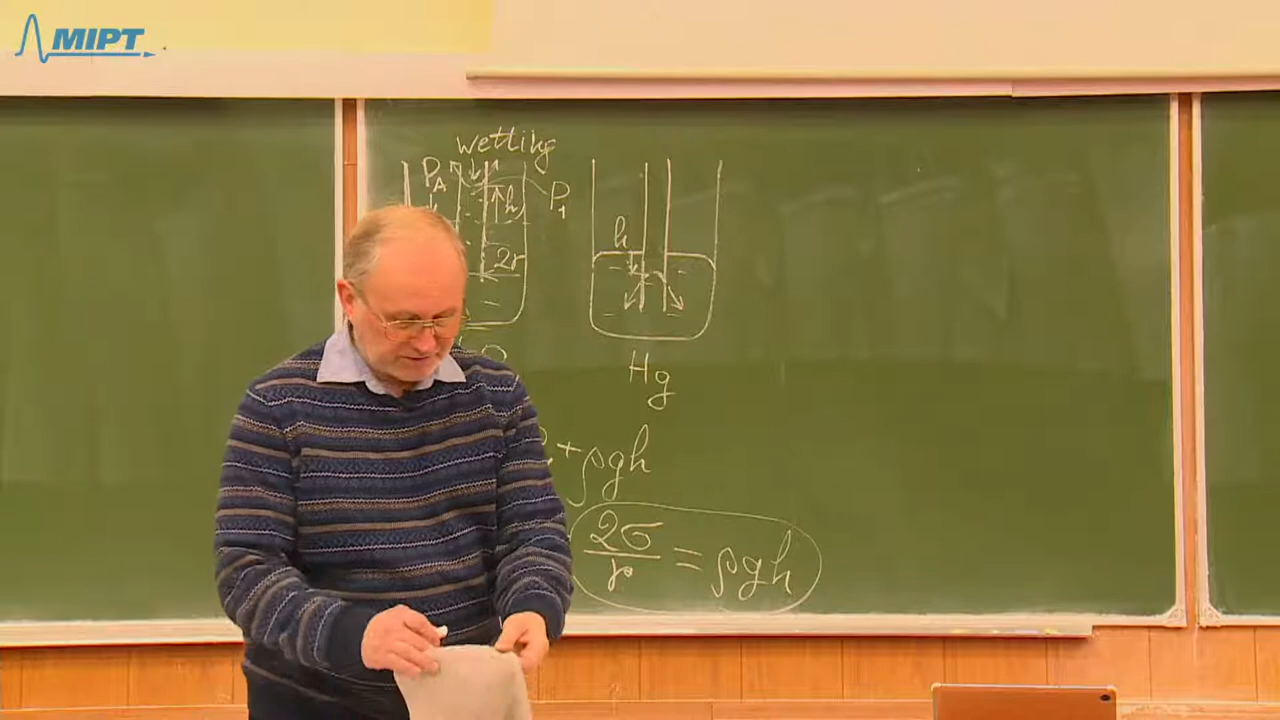 MIPT
wetting
P_A
h
P_1
2r
h
Hg
+ρgh
2σ/r = ρgh